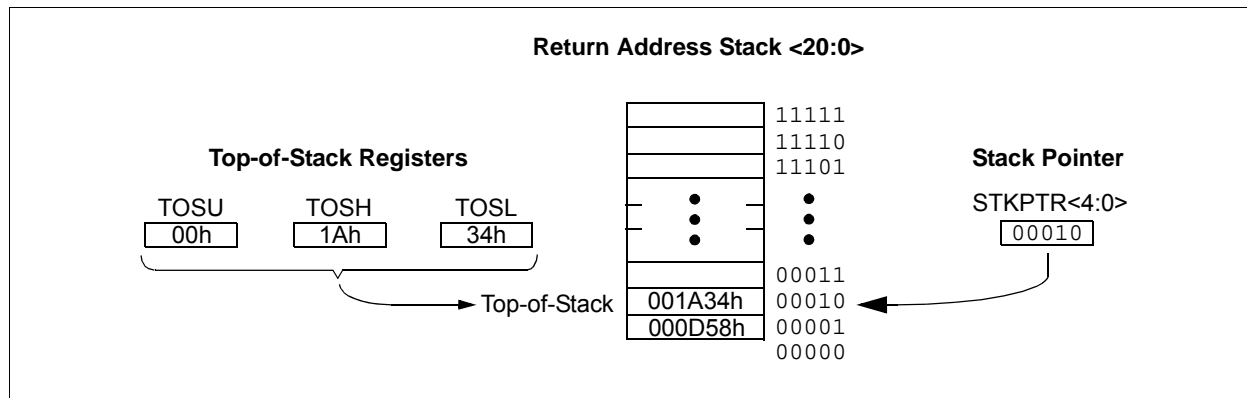 Return Address Stack <20:0>
11111
11110
11101
Top-of-Stack Registers
Stack Pointer
TOSU TOSH TOSL
STKPTR<4:0>
00h 1Ah 34h
00010
00011
Top-of-Stack 001A34h 00010
000D58h 00001
00000